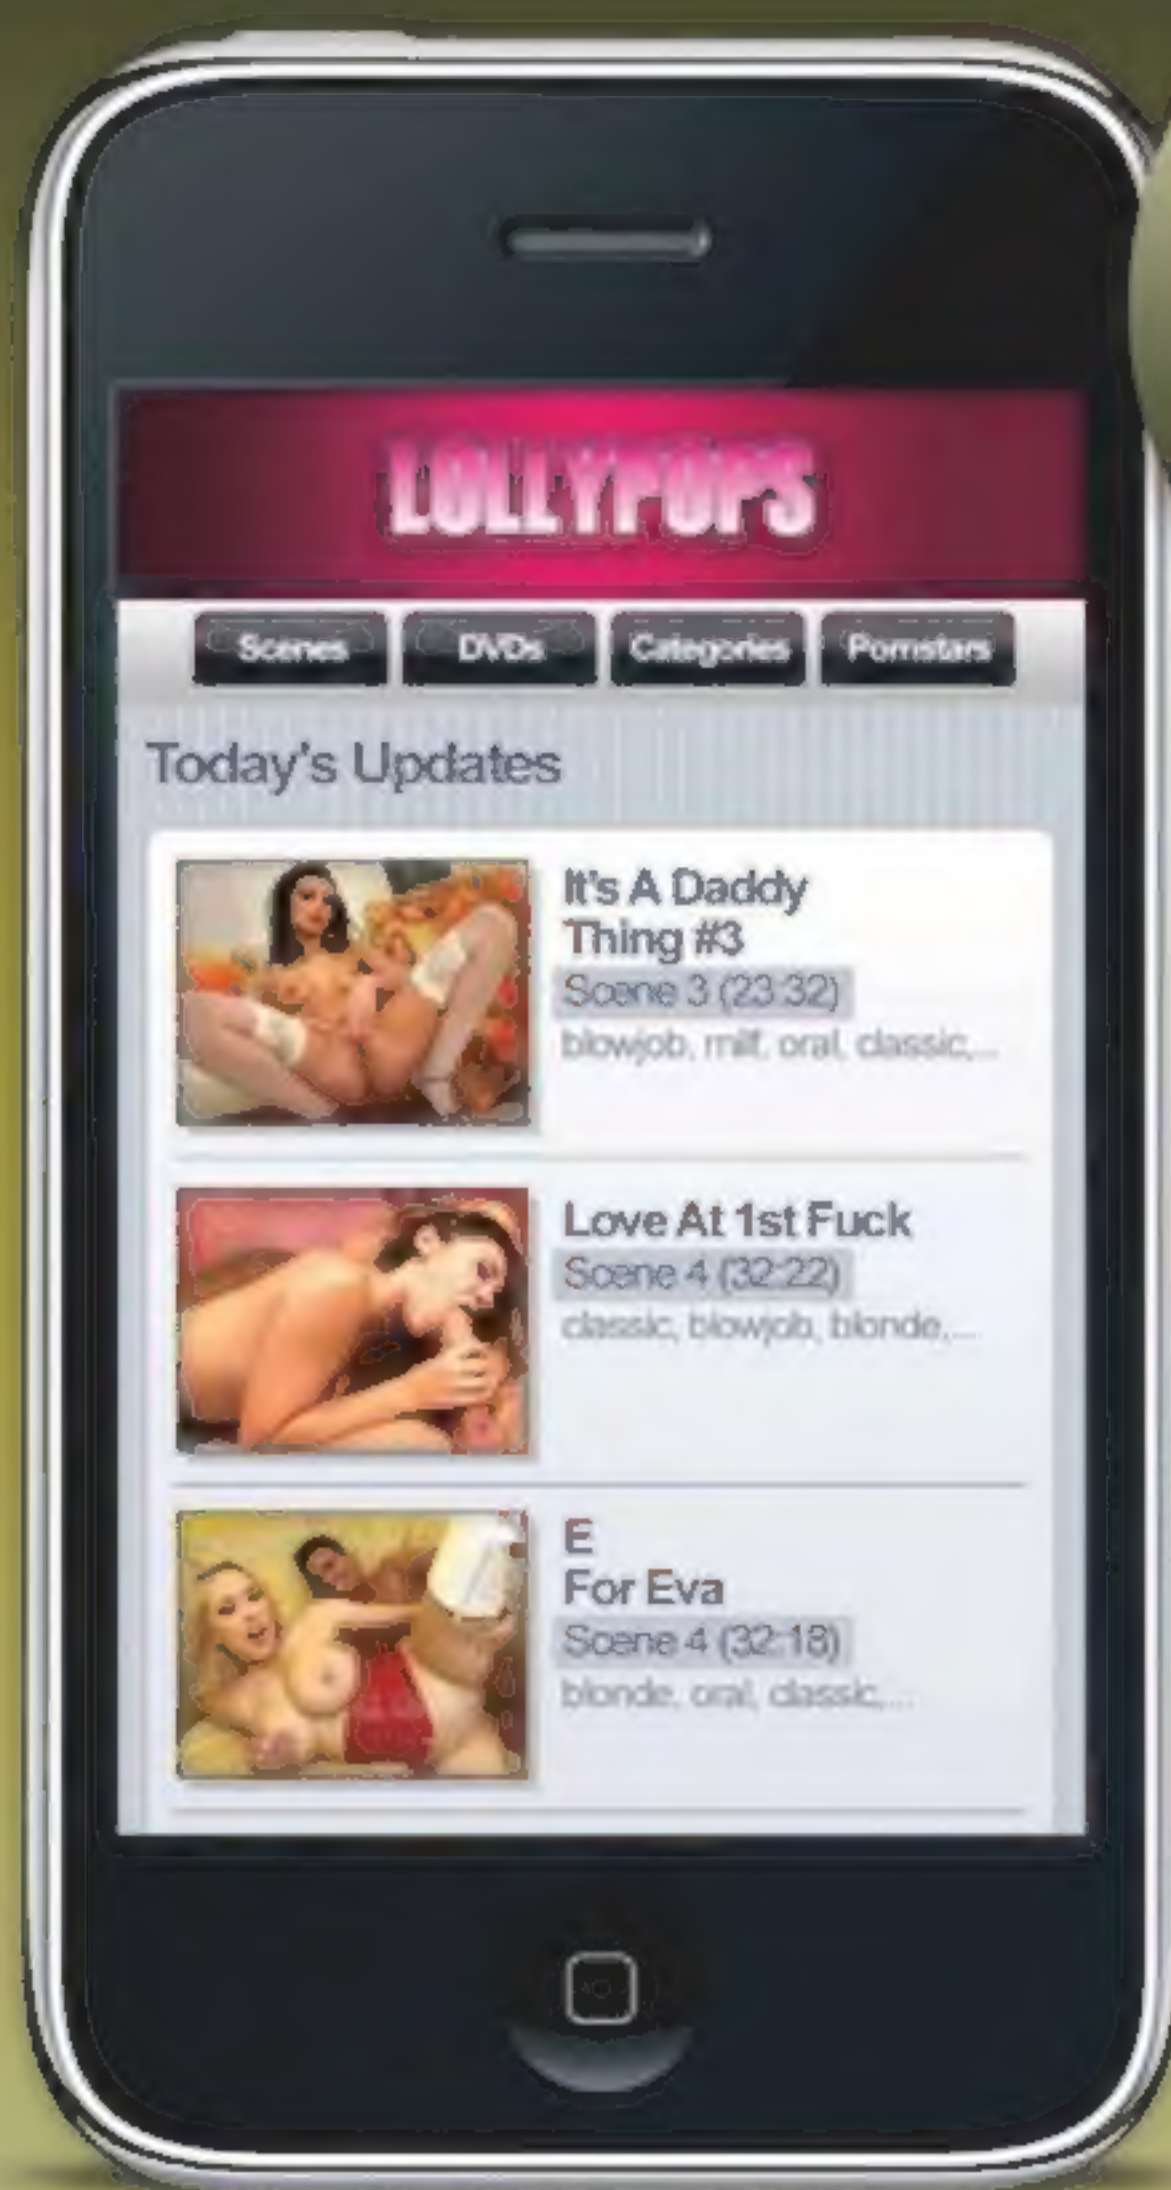 LOLLYPOPS
Scenes DVDs Categories Pornstars
Today's Updates
It's A Daddy
Thing #3
Scene 3 (23:32)
blowjob, milf, oral, classic,...
Love At 1st Fuck
Scene 4 (32:22)
classic, blowjob, blonde,...
E
For Eva
Scene 4 (32:18)
blonde, oral, classic,...